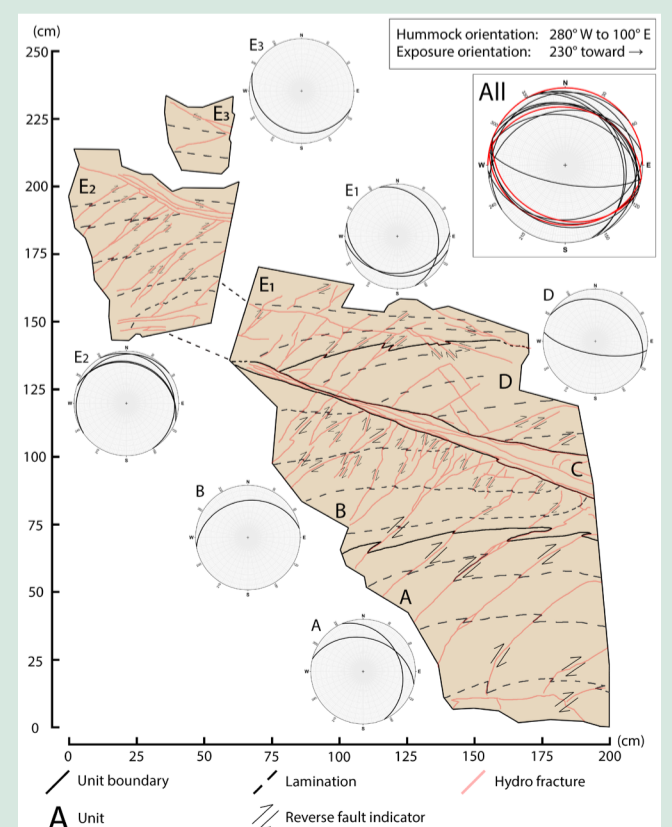 (cm)
Hummock orientation: 280° W to 100° E
Exposure orientation: 230° toward →
250
225
200
175
150
125
100
75
50
25
0
E3
N
W
E
S
All
N
W
E
S
E3
E2
E1
N
W
E
S
E1
D
N
W
E
S
E2
N
W
E
S
D
C
B
N
W
E
S
B
A
A
N
W
E
S
0 25 50 75 100 125 150 175 200 (cm)
Unit boundary
Lamination
Hydro fracture
A Unit
Reverse fault indicator